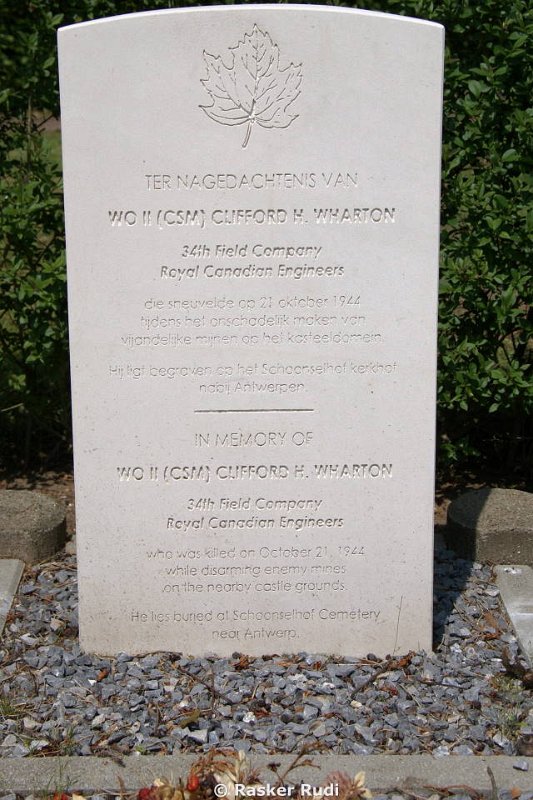 TER NAGEDACHTENIS VAN
WO II (CSM) CLIFFORD H. WHARTON
34th Field Company
Royal Canadian Engineers
die sneuvelde op 21 oktober 1944
tijdens het onschadelijk maken van
vijandelijke mijnen op het kasteeldomein.
Hij ligt begraven op het Schoonselhof kerkhof
nabij Antwerpen.
IN MEMORY OF
WO II (CSM) CLIFFORD H. WHARTON
34th Field Company
Royal Canadian Engineers
who was killed on October 21, 1944
while disarming enemy mines
on the nearby castle grounds.
He lies buried at Schoonselhof Cemetery
near Antwerp.
© Rasker Rudi